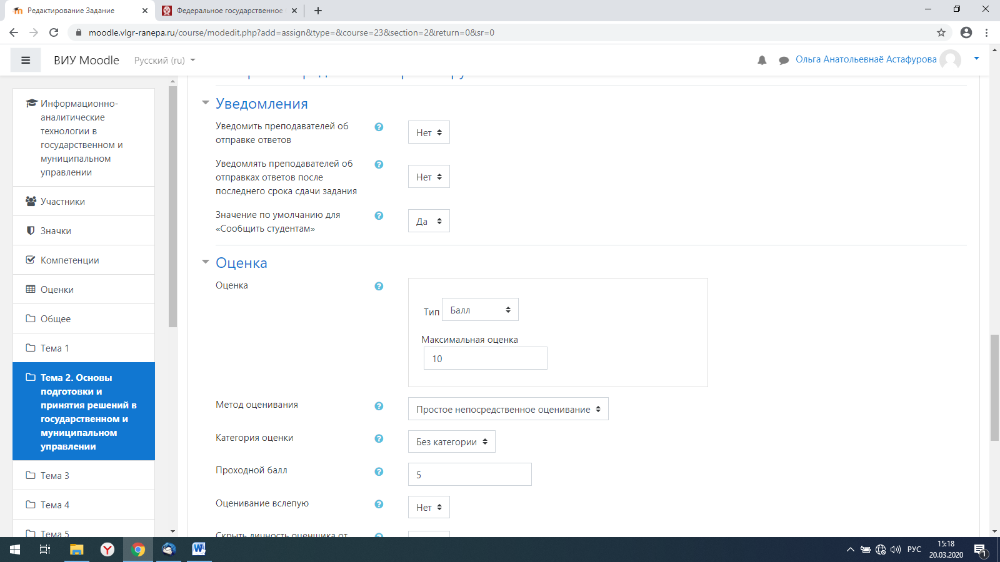 Редактирование Задание
Федеральное государственное
moodle.vlgr-ranepa.ru/course/modedit.php?add=assign&type=&course=23&section=2&return=0&sr=0
ВИУ Moodle
Русский (ru)
Ольга Анатольевнаё Астафурова
Информационно-
аналитические
технологии в
государственном и
муниципальном
управлении
Участники
Значки
Компетенции
Оценки
Общее
Тема 1
Тема 2. Основы
подготовки и
принятия решений в
государственном и
муниципальном
управлении
Тема 3
Тема 4
Тема 5
Уведомления
Уведомить преподавателей об
отправке ответов
Нет
Уведомлять преподавателей об
отправках ответов после
последнего срока сдачи задания
Нет
Значение по умолчанию для
«Сообщить студентам»
Да
Оценка
Оценка
Тип Балл
Максимальная оценка
10
Метод оценивания
Простое непосредственное оценивание
Категория оценки
Без категории
Проходной балл
5
Оценивание вслепую
Нет
Скрыть личность оценщика от
РУС
15:18
20.03.2020
1